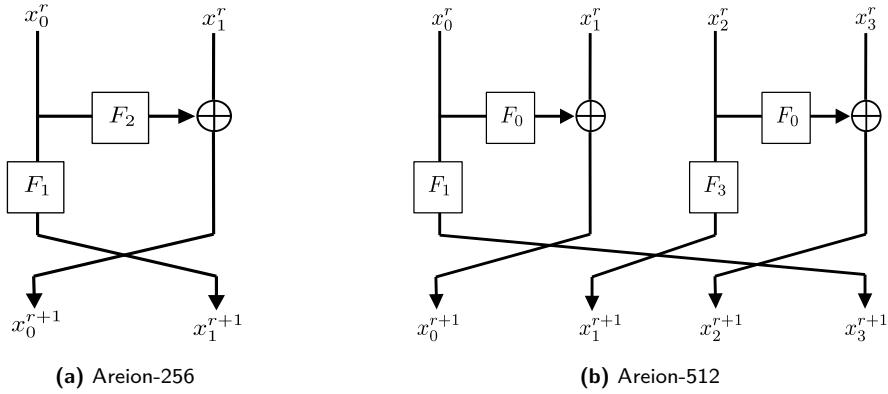 x_0^r x_1^r x_0^r x_1^r x_2^r x_3^r
F_2 F_0 F_0
F_1 F_1 F_3
x_0^{r+1} x_1^{r+1} x_0^{r+1} x_1^{r+1} x_2^{r+1} x_3^{r+1}
(a) Areion-256 (b) Areion-512